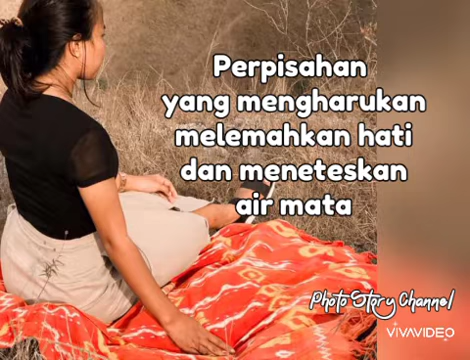 Perpisahan
yang mengharukan
melemahkan hati
dan meneteskan
air mata
Photo Story Channel
VIVAVIDEO